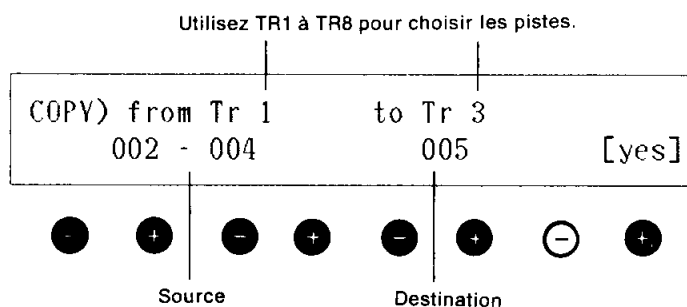 Utilisez TR1 à TR8 pour choisir les pistes.
COPY) from Tr 1 to Tr 3
002 - 004 005 [yes]
- + - + - + - +
Source Destination